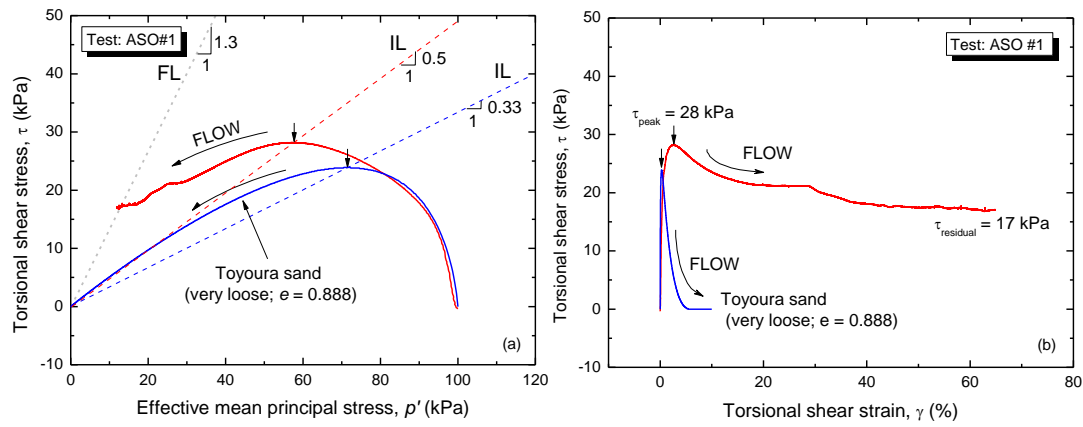 Test: ASO#1
1.3
1
FL
IL
0.5
1
IL
0.33
1
FLOW
Toyoura sand
(very loose; e = 0.888)
(a)
50
40
30
20
10
0
-10
0
20
40
60
80
100
120
Torsional shear stress, τ (kPa)
Effective mean principal stress, p' (kPa)
Test: ASO #1
τpeak = 28 kPa
FLOW
τresidual = 17 kPa
FLOW
Toyoura sand
(very loose; e = 0.888)
(b)
50
40
30
20
10
0
-10
0
20
40
60
80
Torsional shear stress, τ (kPa)
Torsional shear strain, γ (%)